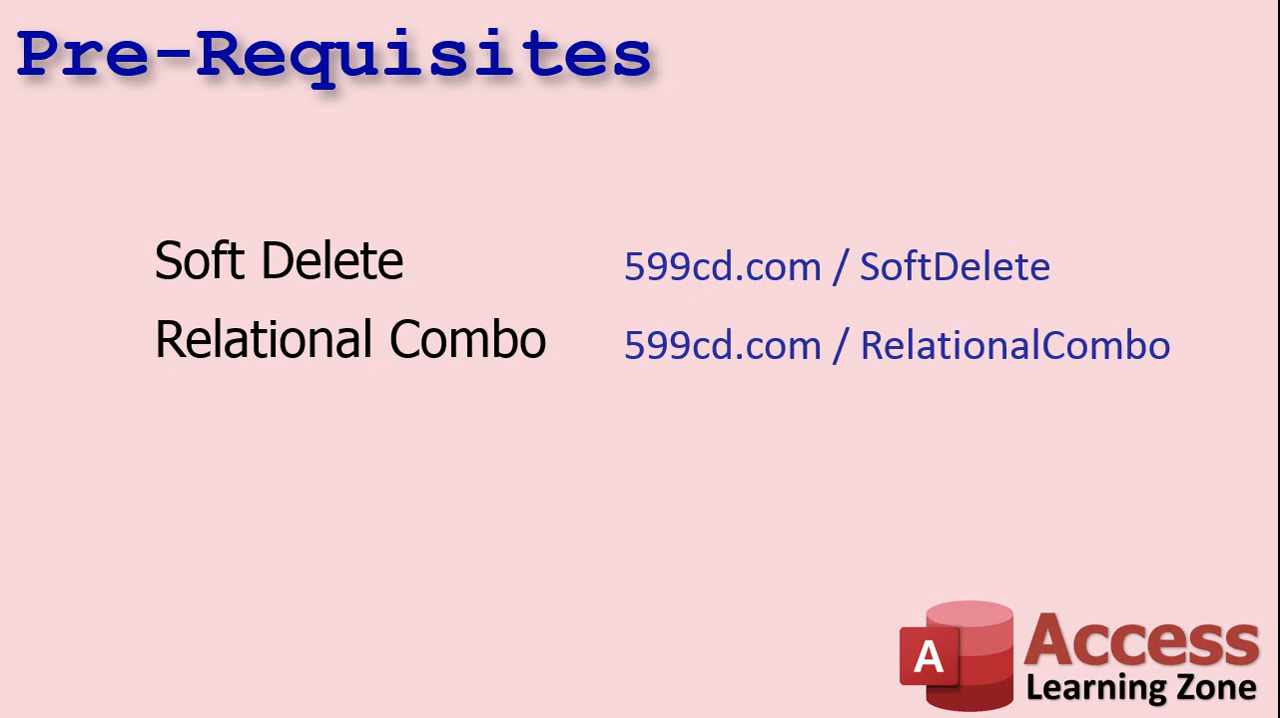 Pre-Requisites
Soft Delete 599cd.com / SoftDelete
Relational Combo 599cd.com / RelationalCombo
A Access
Learning Zone